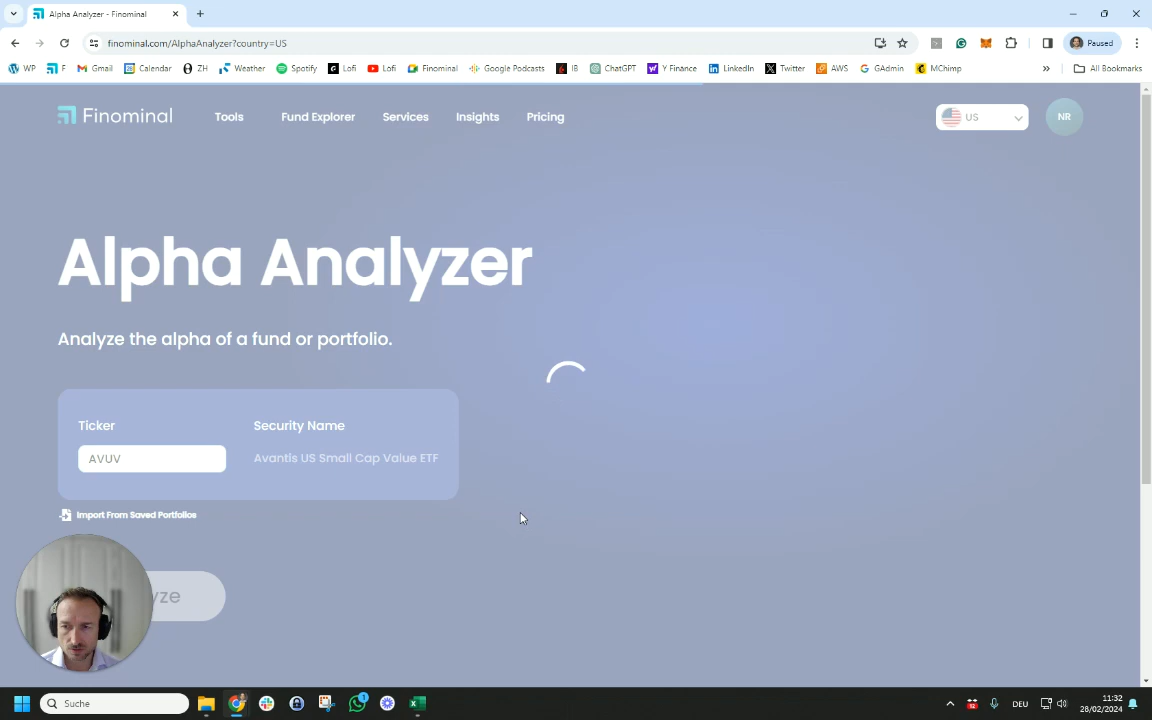 Alpha Analyzer - Finominal
finominal.com/AlphaAnalyzer?country=US
Paused
WP
F
Gmail
Calendar
ZH
Weather
Spotify
Lofi
Lofi
Finominal
Google Podcasts
IB
ChatGPT
Y Finance
LinkedIn
Twitter
AWS
GAdmin
MChimp
»
All Bookmarks
Finominal
Tools
Fund Explorer
Services
Insights
Pricing
US
NR
Alpha Analyzer
Analyze the alpha of a fund or portfolio.
Ticker
Security Name
AVUV
Avantis US Small Cap Value ETF
Import From Saved Portfolios
yze
Suche
1
DEU
11:32
28/02/2024